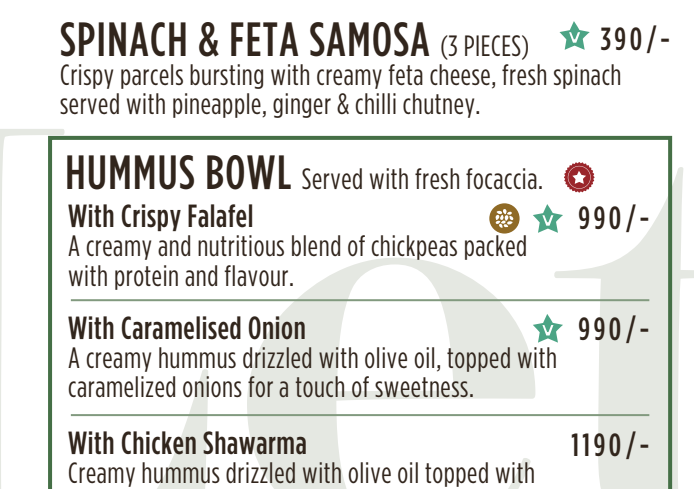 SPINACH & FETA SAMOSA (3 PIECES) V 390/-
Crispy parcels bursting with creamy feta cheese, fresh spinach
served with pineapple, ginger & chilli chutney.
HUMMUS BOWL Served with fresh focaccia.
With Crispy Falafel V 990/-
A creamy and nutritious blend of chickpeas packed
with protein and flavour.
With Caramelised Onion V 990/-
A creamy hummus drizzled with olive oil, topped with
caramelized onions for a touch of sweetness.
With Chicken Shawarma 1190/-
Creamy hummus drizzled with olive oil topped with